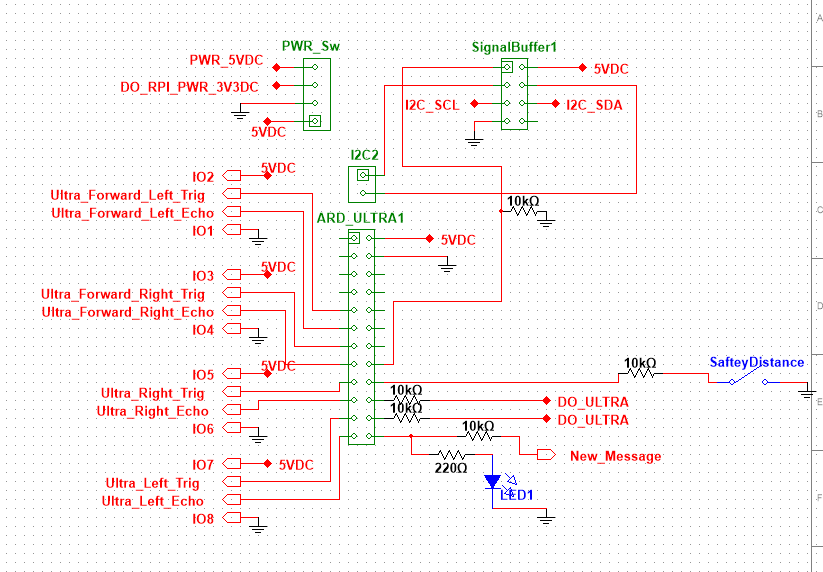 PWR_Sw
SignalBuffer1
PWR_5VDC
5VDC
DO_RPI_PWR_3V3DC
I2C_SCL
I2C_SDA
5VDC
I2C2
IO2
5VDC
Ultra_Forward_Left_Trig
Ultra_Forward_Left_Echo
10kΩ
ARD_ULTRA1
IO1
5VDC
IO3
5VDC
Ultra_Forward_Right_Trig
Ultra_Forward_Right_Echo
IO4
IO5
5VDC
10kΩ
SafteyDistance
Ultra_Right_Trig
10kΩ
DO_ULTRA
Ultra_Right_Echo
10kΩ
DO_ULTRA
IO6
10kΩ
New_Message
IO7
5VDC
220Ω
Ultra_Left_Trig
LED1
Ultra_Left_Echo
IO8
A
B
C
D
E
F